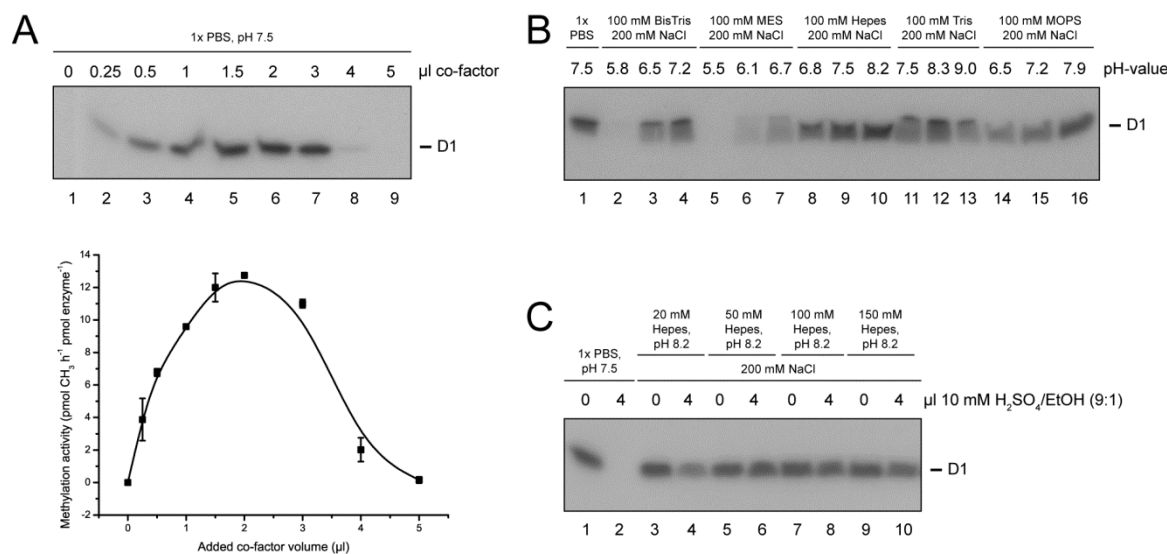 A
1x PBS, pH 7.5
0 0.25 0.5 1 1.5 2 3 4 5 µl co-factor
– D1
1 2 3 4 5 6 7 8 9
Methylation activity (pmol CH₃ h⁻¹ pmol enzyme⁻¹)
14
12
10
8
6
4
2
0
-2
0 1 2 3 4 5
Added co-factor volume (µl)
B
1x 100 mM BisTris 100 mM MES 100 mM Hepes 100 mM Tris 100 mM MOPS
PBS 200 mM NaCl 200 mM NaCl 200 mM NaCl 200 mM NaCl 200 mM NaCl
7.5 5.8 6.5 7.2 5.5 6.1 6.7 6.8 7.5 8.2 7.5 8.3 9.0 6.5 7.2 7.9 pH-value
– D1
1 2 3 4 5 6 7 8 9 10 11 12 13 14 15 16
C
20 mM 50 mM 100 mM 150 mM
Hepes, Hepes, Hepes, Hepes,
pH 8.2 pH 8.2 pH 8.2 pH 8.2
1x PBS,
pH 7.5
200 mM NaCl
0 4 0 4 0 4 0 4 0 4 µl 10 mM H₂SO₄/EtOH (9:1)
– D1
1 2 3 4 5 6 7 8 9 10